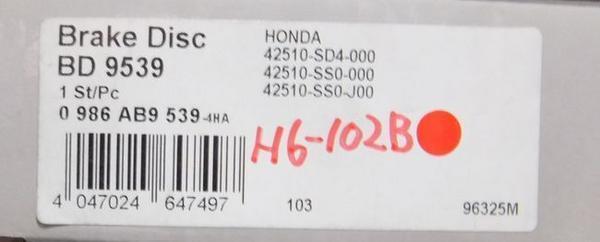 Brake Disc
BD 9539
1 St/Pc
0 986 AB9 539-4HA
HONDA
42510-SD4-000
42510-SS0-000
42510-SS0-J00
H6-102B
4 047024 647497
103
96325M